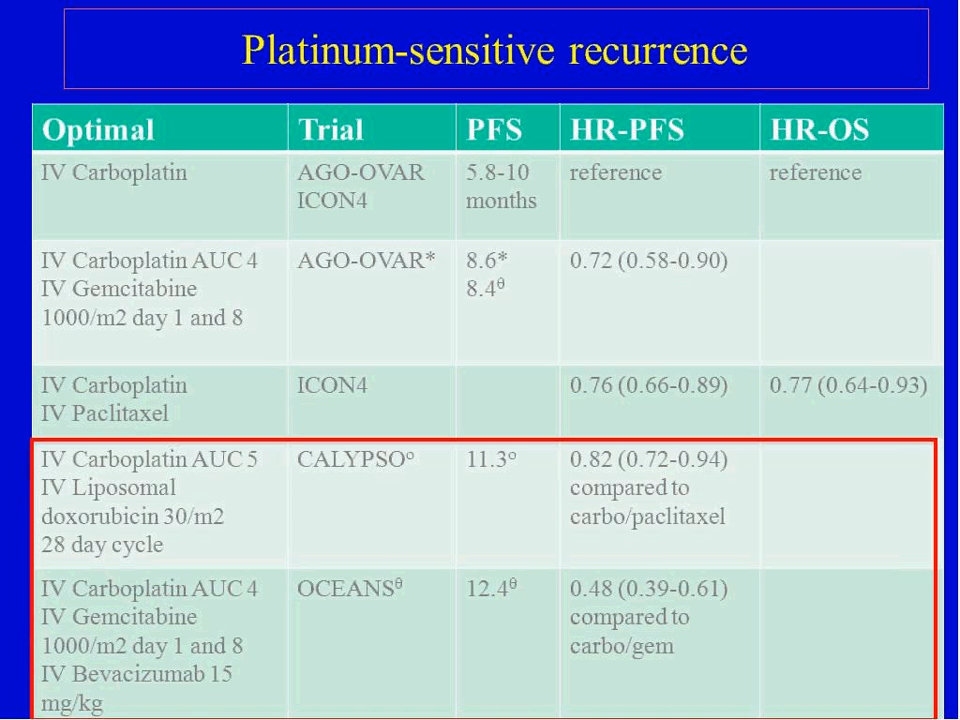 Platinum-sensitive recurrence
Optimal Trial PFS HR-PFS HR-OS
IV Carboplatin AGO-OVAR 5.8-10 reference reference
ICON4 months
IV Carboplatin AUC 4 AGO-OVAR* 8.6* 0.72 (0.58-0.90)
IV Gemcitabine 8.4θ
1000/m2 day 1 and 8
IV Carboplatin ICON4 0.76 (0.66-0.89) 0.77 (0.64-0.93)
IV Paclitaxel
IV Carboplatin AUC 5 CALYPSOᵒ 11.3ᵒ 0.82 (0.72-0.94)
IV Liposomal compared to
doxorubicin 30/m2 carbo/paclitaxel
28 day cycle
IV Carboplatin AUC 4 OCEANSθ 12.4θ 0.48 (0.39-0.61)
IV Gemcitabine compared to
1000/m2 day 1 and 8 carbo/gem
IV Bevacizumab 15
mg/kg